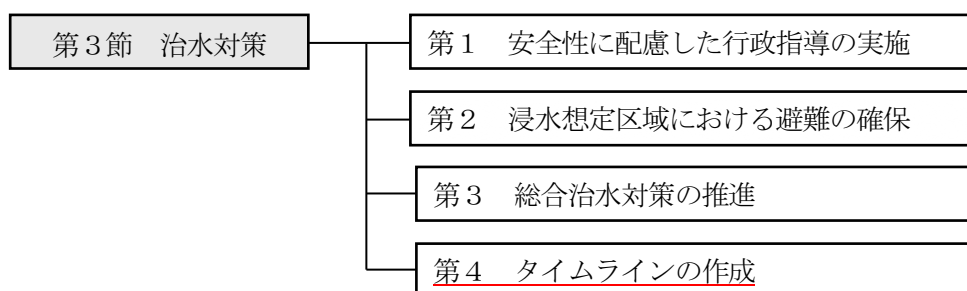 第３節　治水対策
第１　安全性に配慮した行政指導の実施
第２　浸水想定区域における避難の確保
第３　総合治水対策の推進
第４　タイムラインの作成